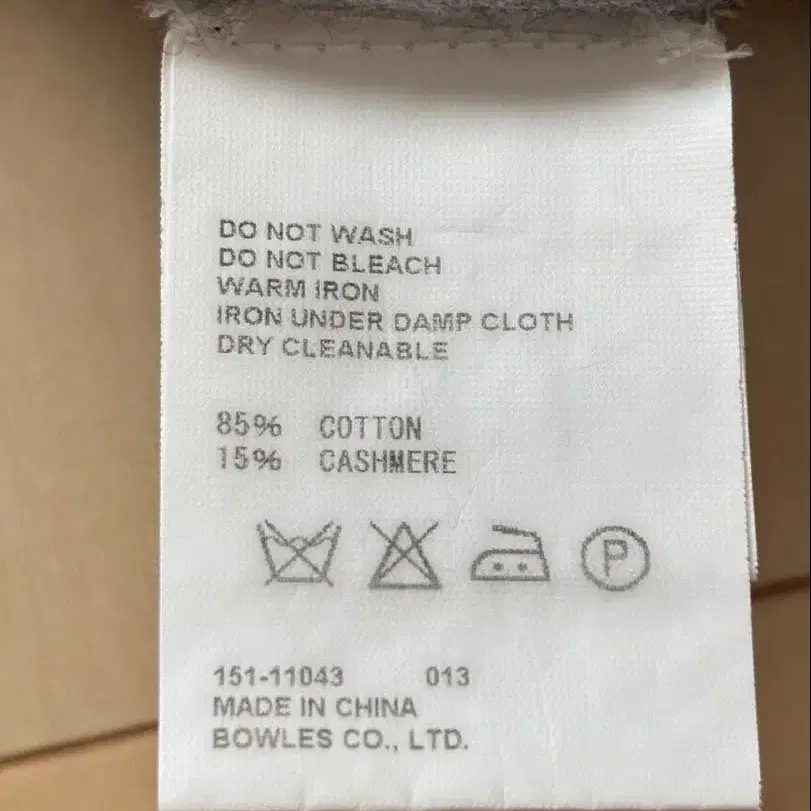 DO NOT WASH
DO NOT BLEACH
WARM IRON
IRON UNDER DAMP CLOTH
DRY CLEANABLE
85% COTTON
15% CASHMERE
P
151-11043 013
MADE IN CHINA
BOWLES CO., LTD.